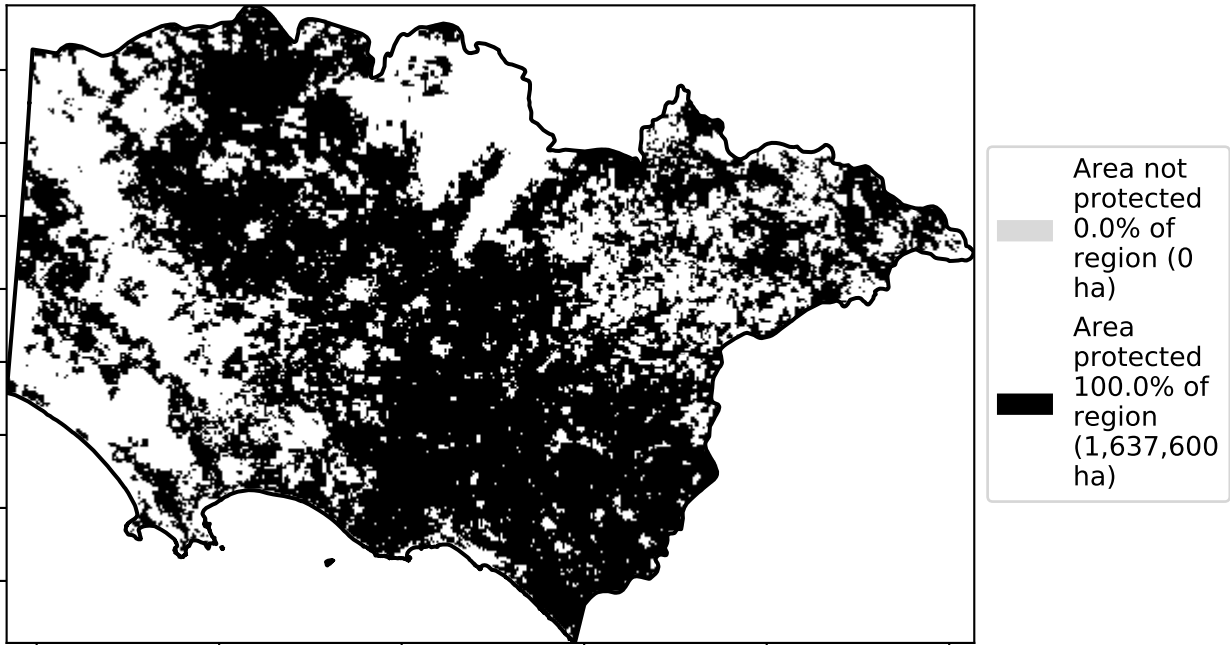 Area not
protected
0.0% of
region (0
ha)
Area
protected
100.0% of
region
(1,637,600
ha)